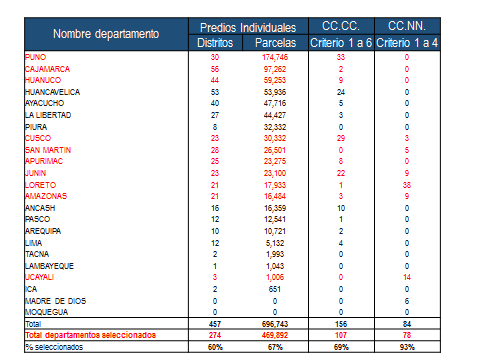 Nombre departamento Predios Individuales CC.CC. CC.NN.
Distritos Parcelas Criterio 1 a 6 Criterio 1 a 4
PUNO 30 174,746 33 0
CAJAMARCA 56 97,262 2 0
HUANUCO 44 59,253 9 0
HUANCAVELICA 53 53,936 24 0
AYACUCHO 40 47,716 5 0
LA LIBERTAD 27 44,427 3 0
PIURA 8 32,332 0 0
CUSCO 23 30,332 29 3
SAN MARTIN 28 26,501 0 5
APURIMAC 25 23,275 8 0
JUNIN 23 23,100 22 9
LORETO 21 17,933 1 38
AMAZONAS 21 16,484 3 9
ANCASH 16 16,359 10 0
PASCO 12 12,541 1 0
AREQUIPA 10 10,721 2 0
LIMA 12 5,132 4 0
TACNA 2 1,993 0 0
LAMBAYEQUE 1 1,043 0 0
UCAYALI 3 1,006 0 14
ICA 2 651 0 0
MADRE DE DIOS 0 0 0 6
MOQUEGUA 0 0 0 0
Total 457 696,743 156 84
Total departamentos seleccionados 274 469,892 107 78
% seleccionados 60% 67% 69% 93%